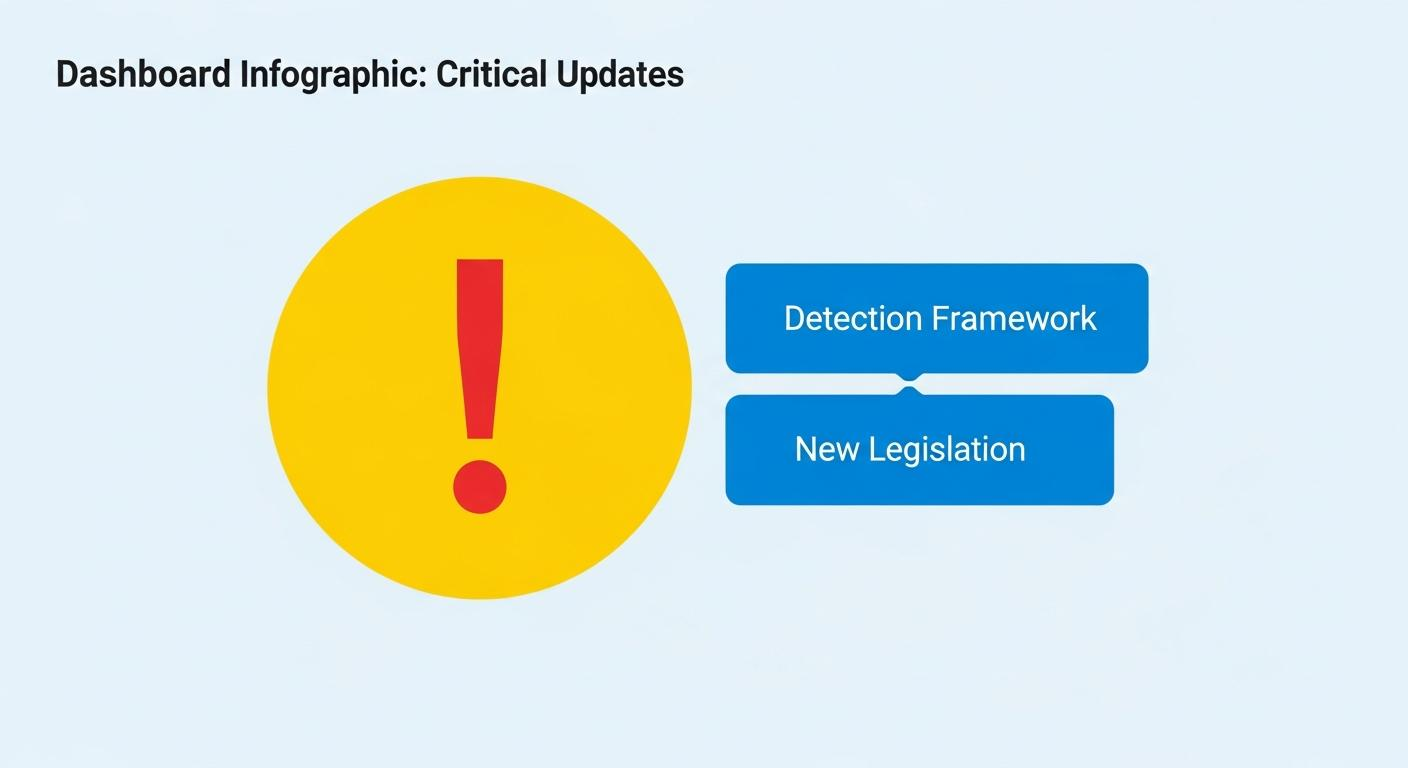 Dashboard Infographic: Critical Updates
!
Detection Framework
New Legislation